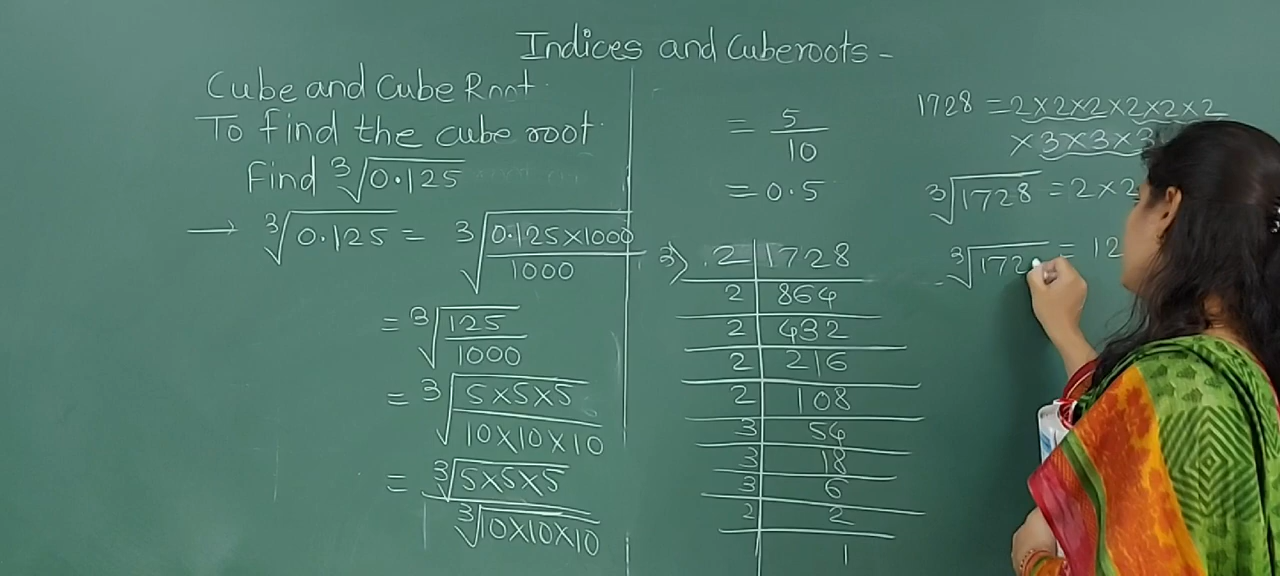 Indices and Cuberoots -
Cube and Cube Root
To find the cube root
Find ∛0.125
→ ∛0.125 = ∛(0.125×1000/1000)
= ∛(125/1000)
= ∛(5×5×5/10×10×10)
= ∛5×5×5/∛10×10×10
= 5/10
= 0.5
3) 2 | 1728
2 | 864
2 | 432
2 | 216
2 | 108
3 | 54
3 | 18
3 | 6
2 | 2
1
1728 = 2×2×2×2×2×2
×3×3×3
∛1728 = 2×2
= 12